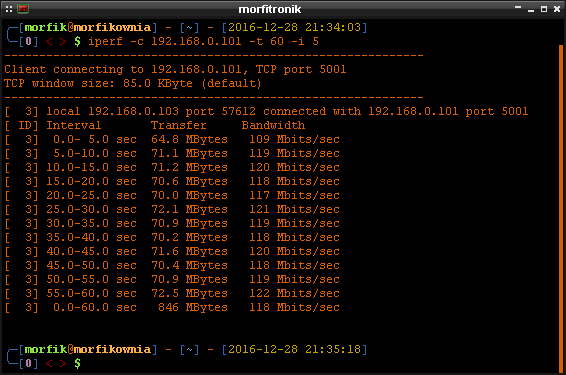 morfitronik
[morfik@morfikownia] - [~] - [2016-12-28 21:34:03]
[0] < > $ iperf -c 192.168.0.101 -t 60 -i 5
------------------------------------------------------------
Client connecting to 192.168.0.101, TCP port 5001
TCP window size: 85.0 KByte (default)
------------------------------------------------------------
[  3] local 192.168.0.103 port 57612 connected with 192.168.0.101 port 5001
[ ID] Interval       Transfer     Bandwidth
[  3]  0.0- 5.0 sec  64.8 MBytes   109 Mbits/sec
[  3]  5.0-10.0 sec  71.1 MBytes   119 Mbits/sec
[  3] 10.0-15.0 sec  71.2 MBytes   120 Mbits/sec
[  3] 15.0-20.0 sec  70.6 MBytes   118 Mbits/sec
[  3] 20.0-25.0 sec  70.0 MBytes   117 Mbits/sec
[  3] 25.0-30.0 sec  72.1 MBytes   121 Mbits/sec
[  3] 30.0-35.0 sec  70.9 MBytes   119 Mbits/sec
[  3] 35.0-40.0 sec  70.2 MBytes   118 Mbits/sec
[  3] 40.0-45.0 sec  71.6 MBytes   120 Mbits/sec
[  3] 45.0-50.0 sec  70.4 MBytes   118 Mbits/sec
[  3] 50.0-55.0 sec  70.9 MBytes   119 Mbits/sec
[  3] 55.0-60.0 sec  72.5 MBytes   122 Mbits/sec
[  3]  0.0-60.0 sec   846 MBytes   118 Mbits/sec
[morfik@morfikownia] - [~] - [2016-12-28 21:35:18]
[0] < > $